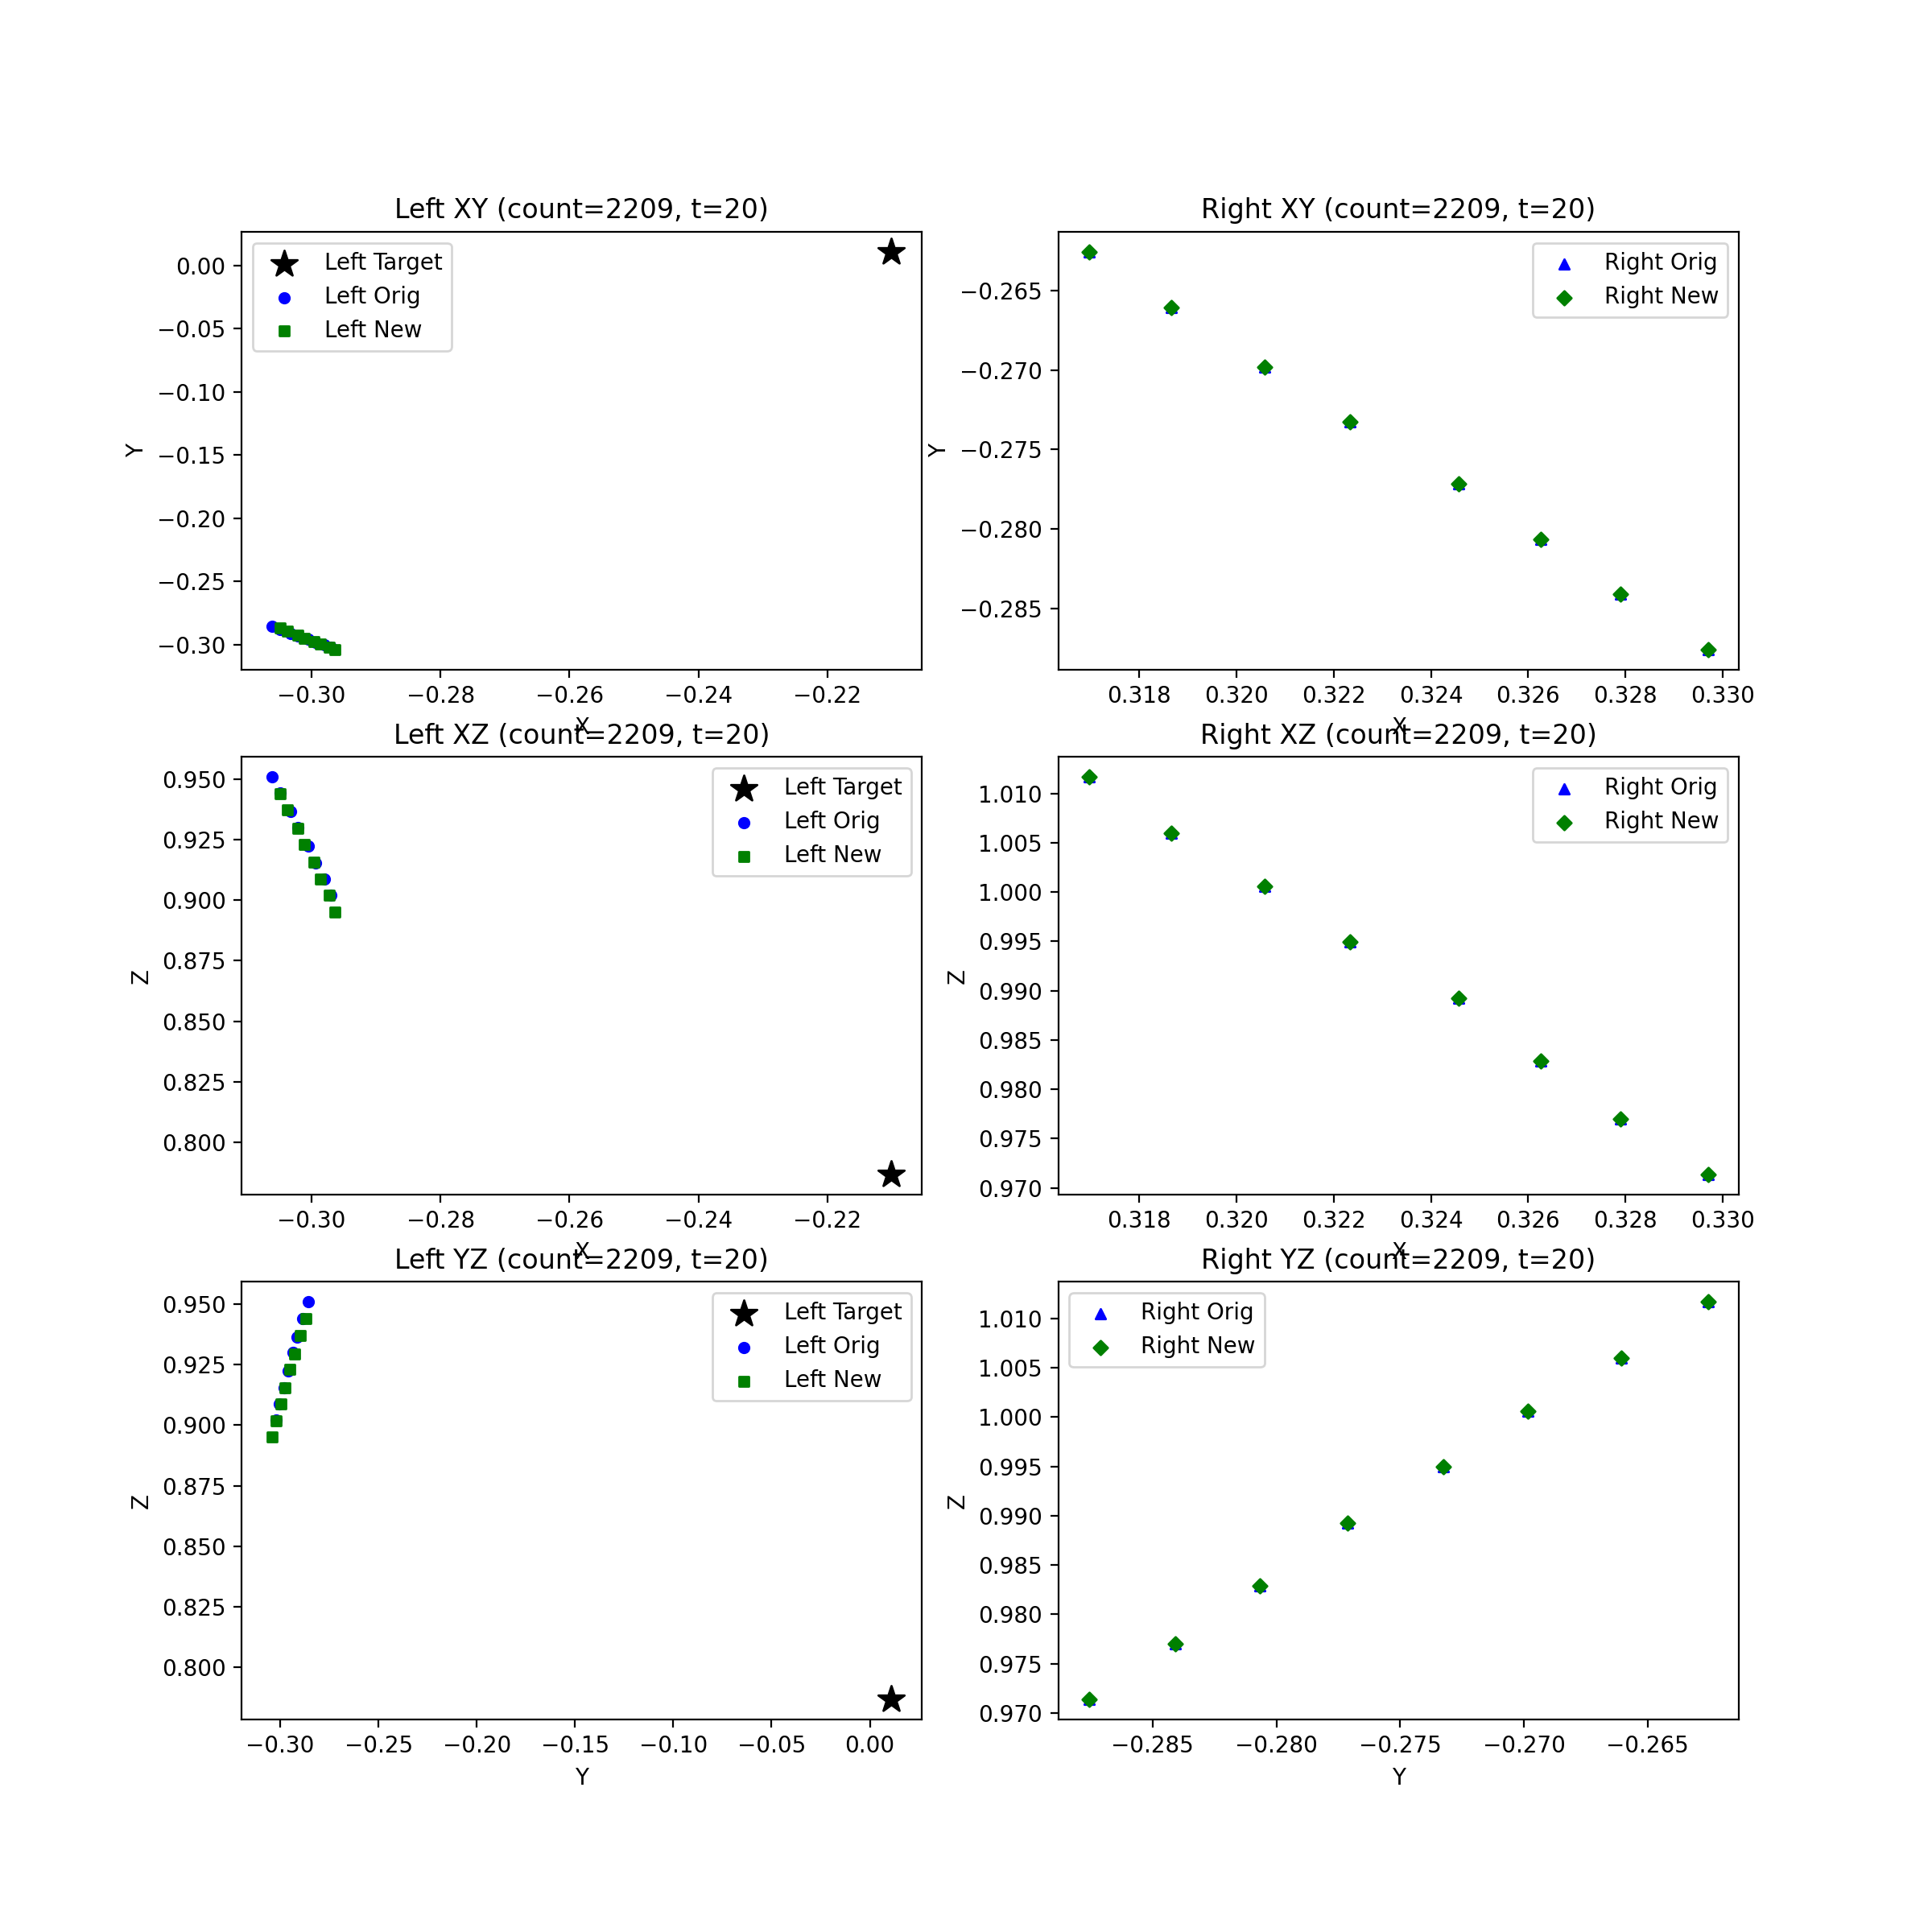 Left XY (count=2209, t=20)
Left Target
Left Orig
Left New
0.00
−0.05
−0.10
−0.15
−0.20
−0.25
−0.30
Y
−0.30
−0.28
−0.26
−0.24
−0.22
X
Right XY (count=2209, t=20)
Right Orig
Right New
−0.265
−0.270
−0.275
−0.280
−0.285
Y
0.318
0.320
0.322
0.324
0.326
0.328
0.330
X
Left XZ (count=2209, t=20)
Left Target
Left Orig
Left New
0.950
0.925
0.900
0.875
0.850
0.825
0.800
Z
−0.30
−0.28
−0.26
−0.24
−0.22
X
Right XZ (count=2209, t=20)
Right Orig
Right New
1.010
1.005
1.000
0.995
0.990
0.985
0.980
0.975
0.970
Z
0.318
0.320
0.322
0.324
0.326
0.328
0.330
X
Left YZ (count=2209, t=20)
Left Target
Left Orig
Left New
0.950
0.925
0.900
0.875
0.850
0.825
0.800
Z
−0.30
−0.25
−0.20
−0.15
−0.10
−0.05
0.00
Y
Right YZ (count=2209, t=20)
Right Orig
Right New
1.010
1.005
1.000
0.995
0.990
0.985
0.980
0.975
0.970
Z
−0.285
−0.280
−0.275
−0.270
−0.265
Y